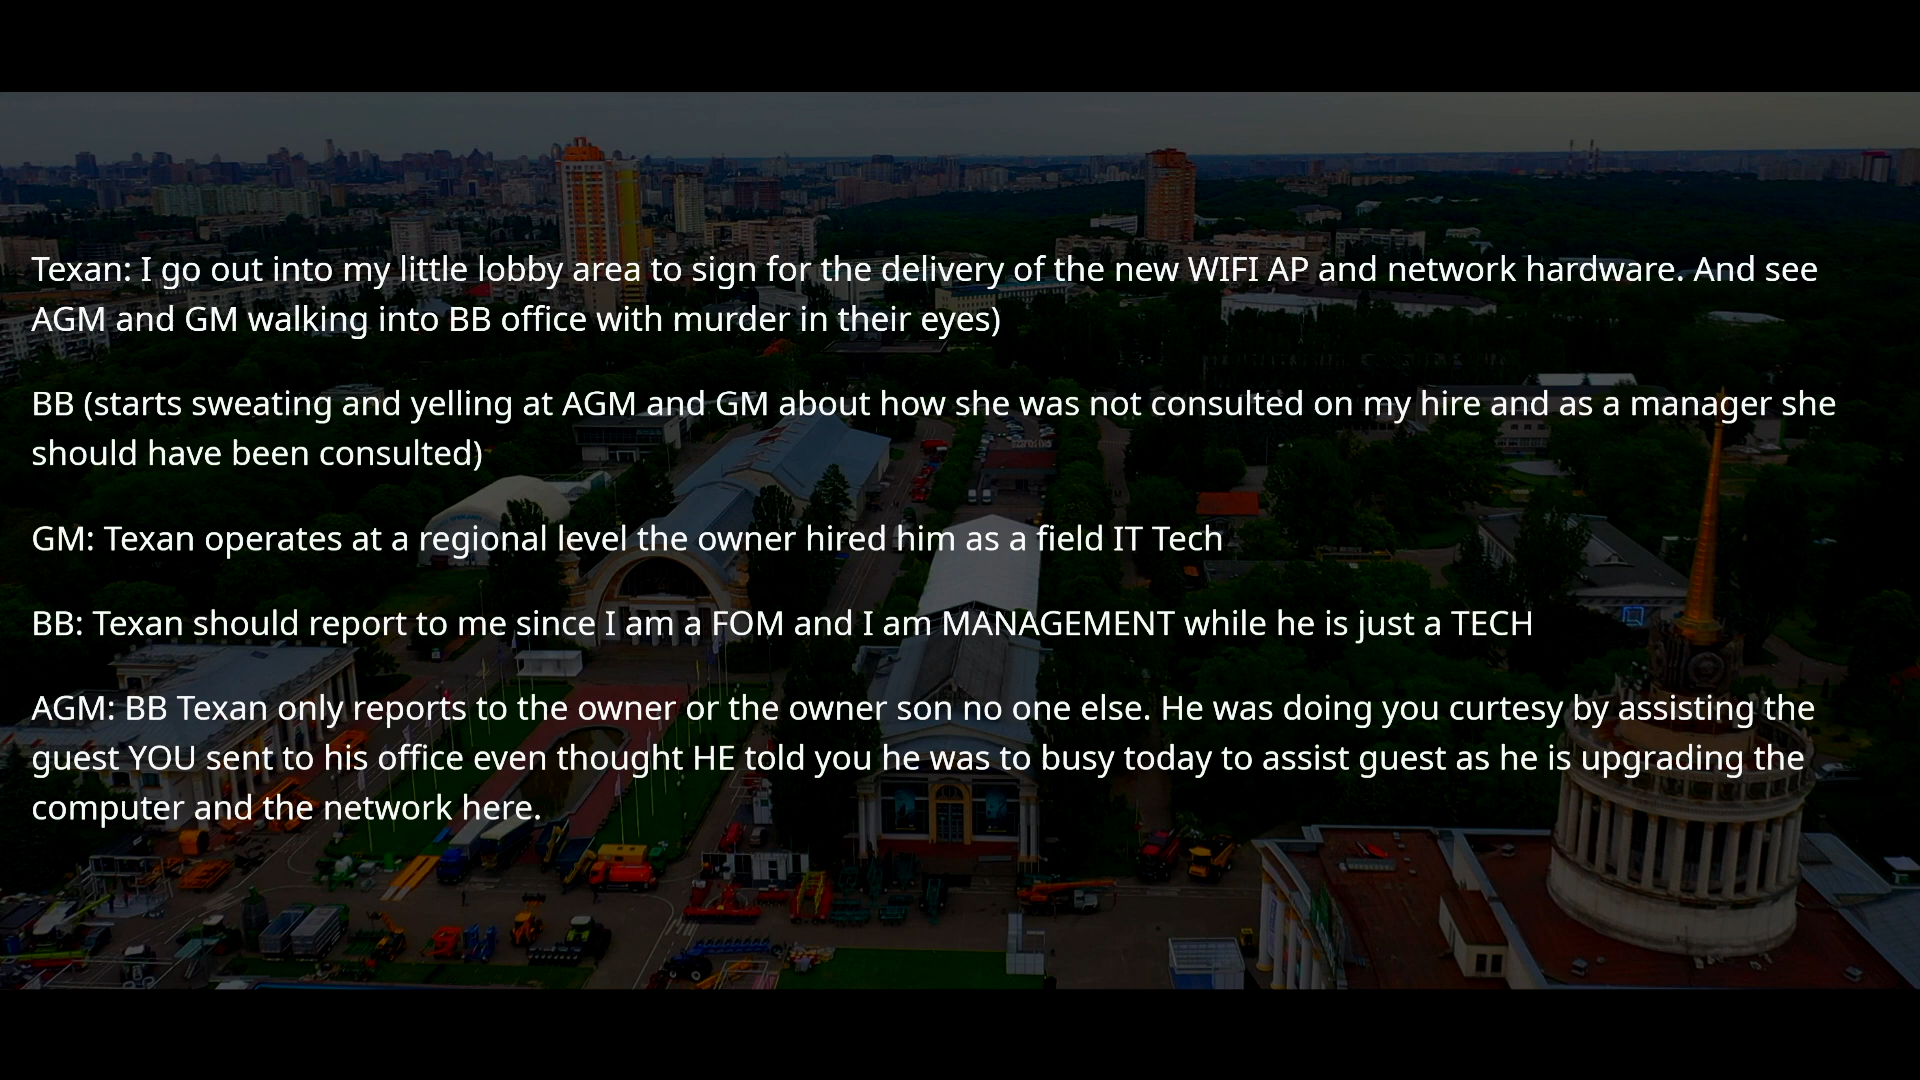 Texan: I go out into my little lobby area to sign for the delivery of the new WIFI AP and network hardware. And see
AGM and GM walking into BB office with murder in their eyes)
BB (starts sweating and yelling at AGM and GM about how she was not consulted on my hire and as a manager she
should have been consulted)
GM: Texan operates at a regional level the owner hired him as a field IT Tech
BB: Texan should report to me since I am a FOM and I am MANAGEMENT while he is just a TECH
AGM: BB Texan only reports to the owner or the owner son no one else. He was doing you curtesy by assisting the
guest YOU sent to his office even thought HE told you he was to busy today to assist guest as he is upgrading the
computer and the network here.